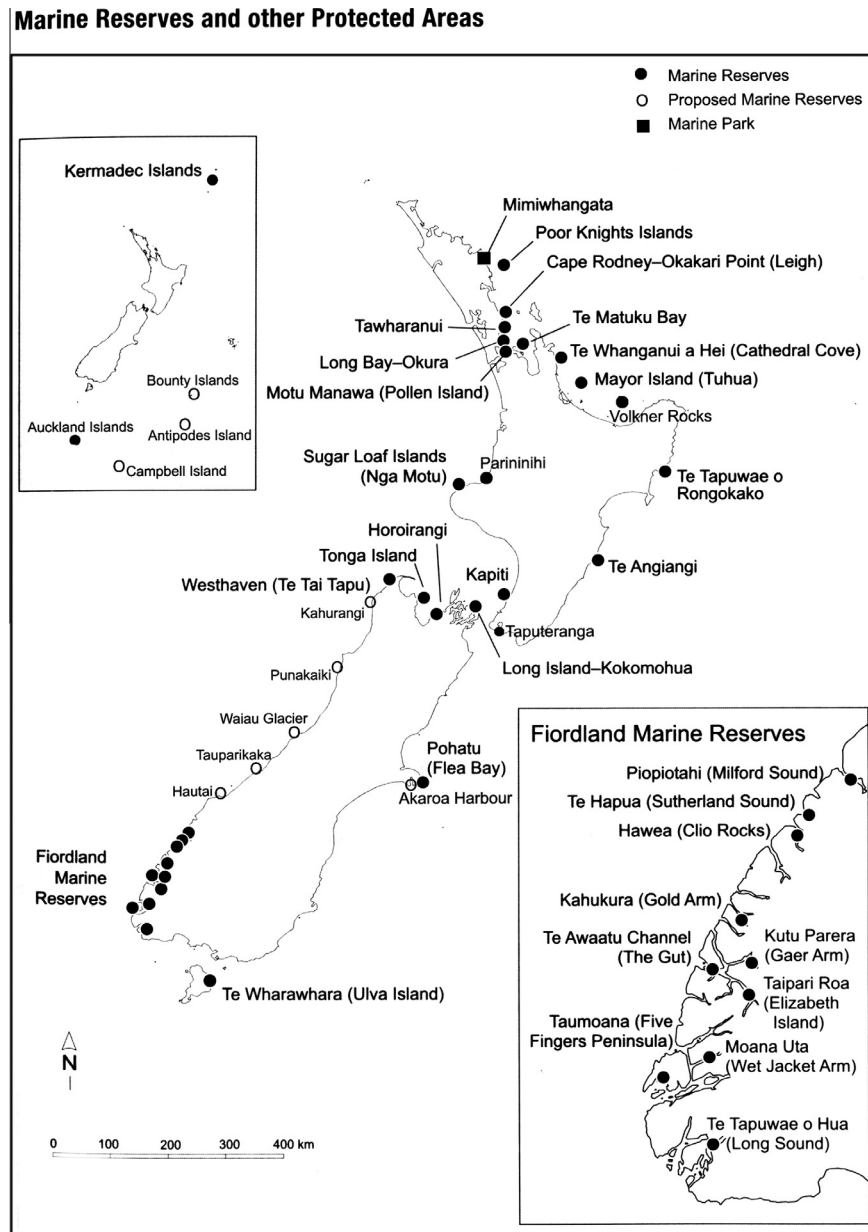 Marine Reserves and other Protected Areas
Marine Reserves
Proposed Marine Reserves
Marine Park
Kermadec Islands
Bounty Islands
Auckland Islands
Antipodes Island
Campbell Island
Mimiwhangata
Poor Knights Islands
Cape Rodney–Okakari Point (Leigh)
Tawharanui
Te Matuku Bay
Long Bay–Okura
Te Whanganui a Hei (Cathedral Cove)
Motu Manawa (Pollen Island)
Mayor Island (Tuhua)
Volkner Rocks
Sugar Loaf Islands
(Nga Motu)
Parininihi
Te Tapuwae o
Rongokako
Horoirangi
Tonga Island
Te Angiangi
Westhaven (Te Tai Tapu)
Kapiti
Kahurangi
Taputeranga
Long Island–Kokomohua
Punakaiki
Waiau Glacier
Tauparikaka
Hautai
Pohatu
(Flea Bay)
Akaroa Harbour
Fiordland
Marine
Reserves
Te Wharawhara (Ulva Island)
N
0 100 200 300 400 km
Fiordland Marine Reserves
Piopiotahi (Milford Sound)
Te Hapua (Sutherland Sound)
Hawea (Clio Rocks)
Kahukura (Gold Arm)
Te Awaatu Channel
(The Gut)
Kutu Parera
(Gaer Arm)
Taipari Roa
(Elizabeth
Island)
Taumoana (Five
Fingers Peninsula)
Moana Uta
(Wet Jacket Arm)
Te Tapuwae o Hua
(Long Sound)